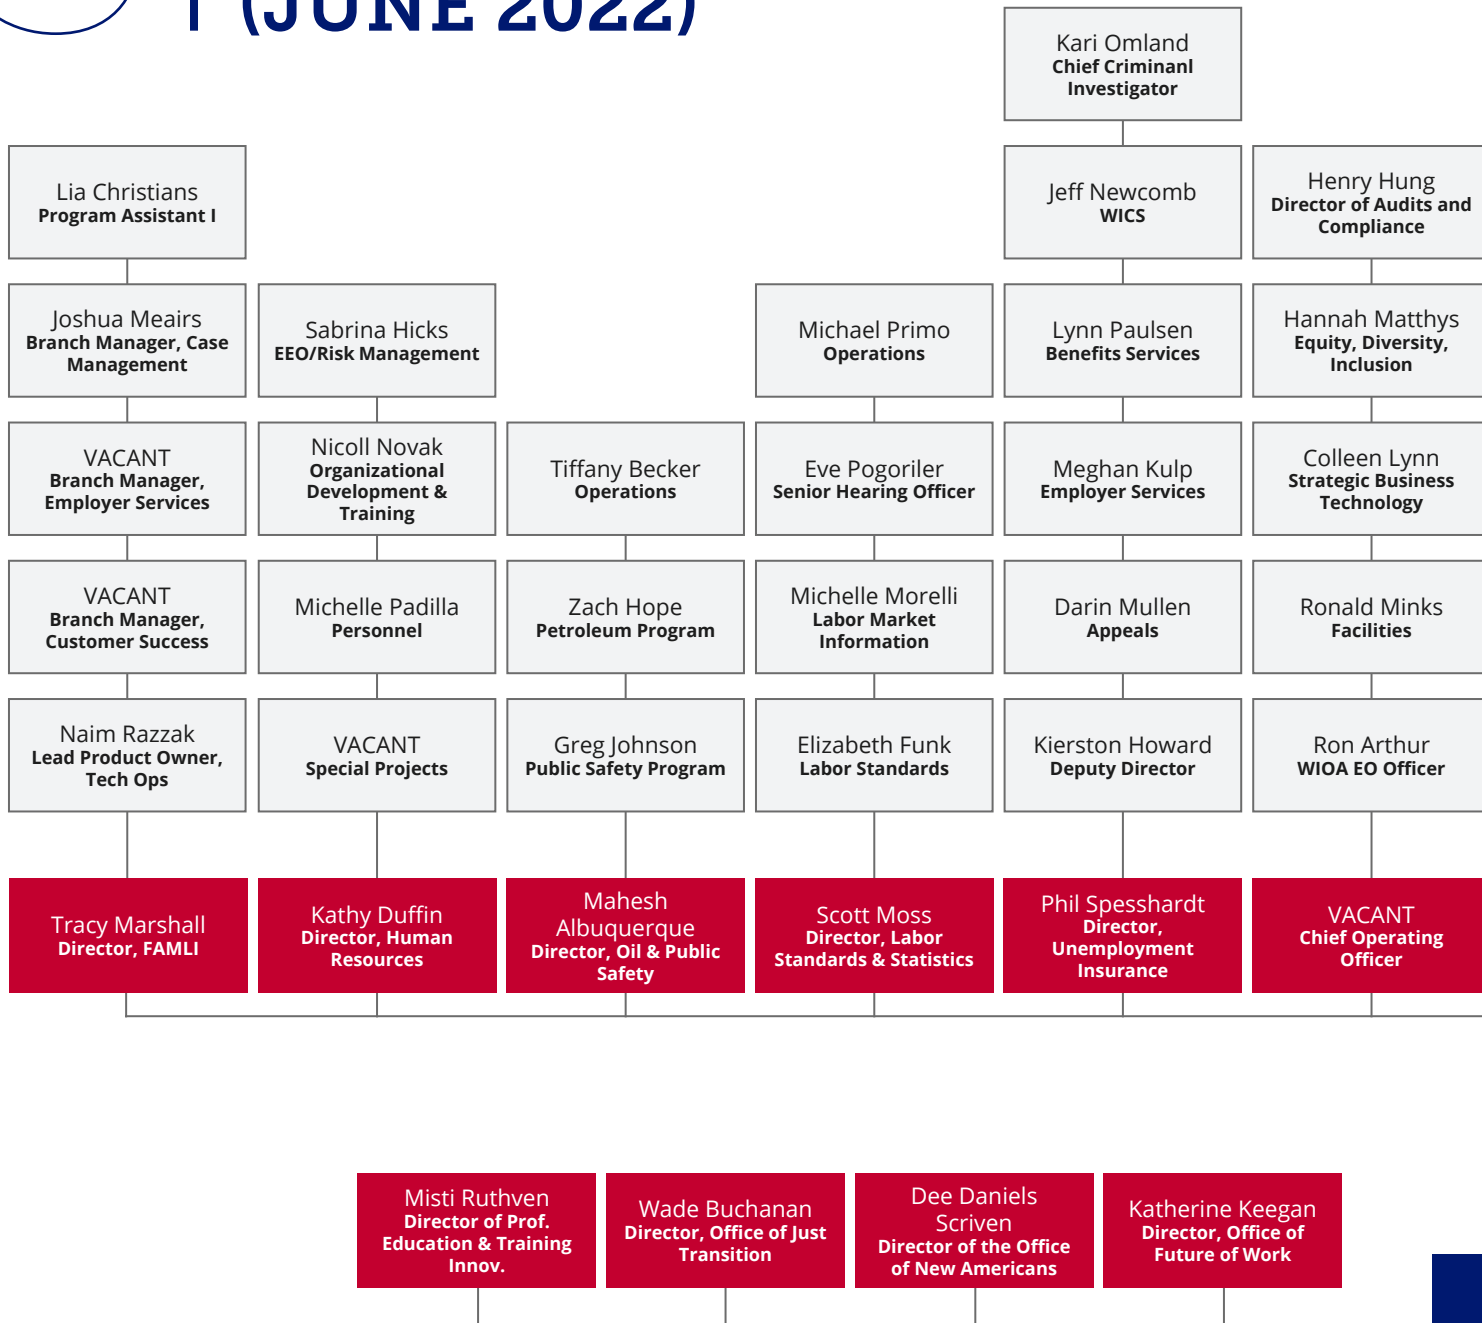 (JUNE 2022)
Kari Omland
Chief Criminanl
Investigator
Lia Christians
Program Assistant I
Jeff Newcomb
WICS
Henry Hung
Director of Audits and
Compliance
Joshua Meairs
Branch Manager, Case
Management
Sabrina Hicks
EEO/Risk Management
Michael Primo
Operations
Lynn Paulsen
Benefits Services
Hannah Matthys
Equity, Diversity,
Inclusion
VACANT
Branch Manager,
Employer Services
Nicoll Novak
Organizational
Development &
Training
Tiffany Becker
Operations
Eve Pogoriler
Senior Hearing Officer
Meghan Kulp
Employer Services
Colleen Lynn
Strategic Business
Technology
VACANT
Branch Manager,
Customer Success
Michelle Padilla
Personnel
Zach Hope
Petroleum Program
Michelle Morelli
Labor Market
Information
Darin Mullen
Appeals
Ronald Minks
Facilities
Naim Razzak
Lead Product Owner,
Tech Ops
VACANT
Special Projects
Greg Johnson
Public Safety Program
Elizabeth Funk
Labor Standards
Kierston Howard
Deputy Director
Ron Arthur
WIOA EO Officer
Tracy Marshall
Director, FAMLI
Kathy Duffin
Director, Human
Resources
Mahesh
Albuquerque
Director, Oil & Public
Safety
Scott Moss
Director, Labor
Standards & Statistics
Phil Spesshardt
Director,
Unemployment
Insurance
VACANT
Chief Operating
Officer
Misti Ruthven
Director of Prof.
Education & Training
Innov.
Wade Buchanan
Director, Office of Just
Transition
Dee Daniels
Scriven
Director of the Office
of New Americans
Katherine Keegan
Director, Office of
Future of Work